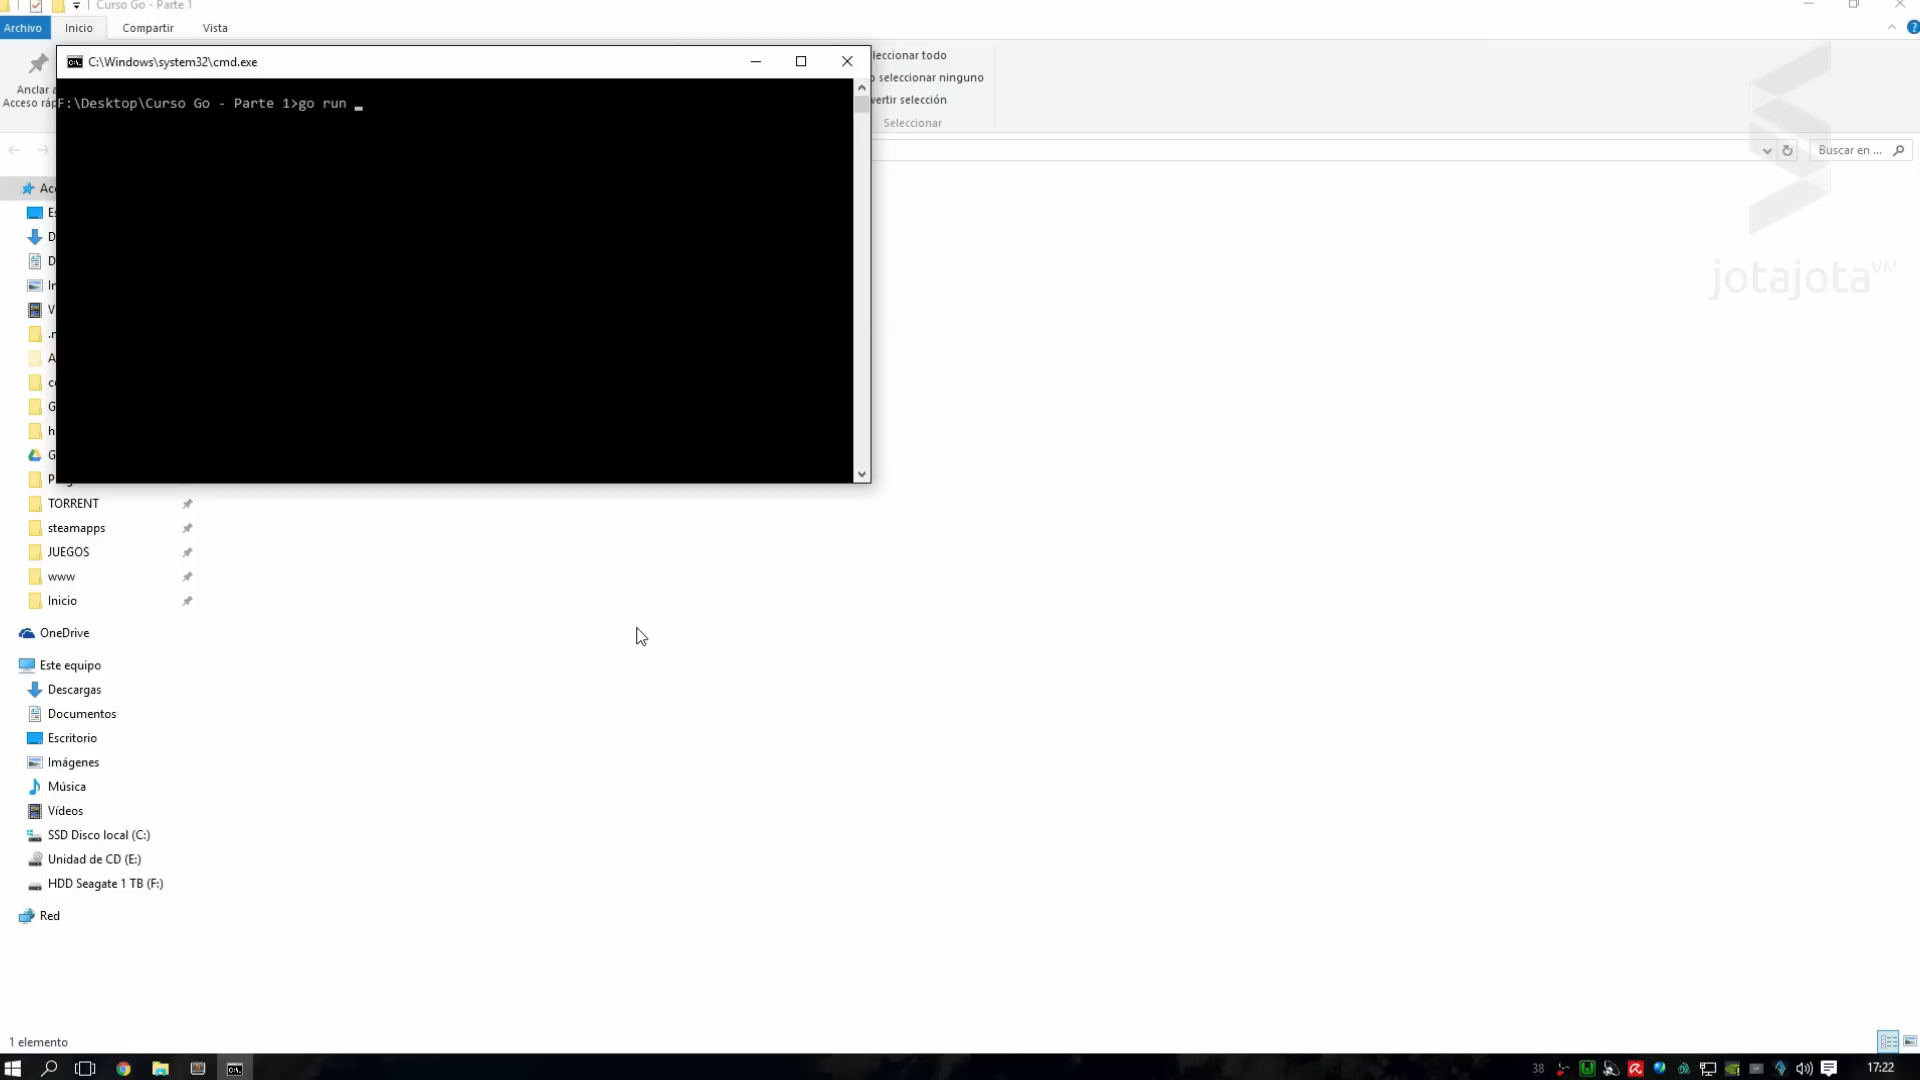 Curso Go - Parte 1
Archivo Inicio Compartir Vista
C:\Windows\system32\cmd.exe
F:\Desktop\Curso Go - Parte 1>go run _
Anclar a
Acceso ráp
leccionar todo
o seleccionar ninguno
vertir selección
Seleccionar
Buscar en ...
jotajota VM
TORRENT
steamapps
JUEGOS
www
Inicio
OneDrive
Este equipo
Descargas
Documentos
Escritorio
Imágenes
Música
Vídeos
SSD Disco local (C:)
Unidad de CD (E:)
HDD Seagate 1 TB (F:)
Red
1 elemento
38
17:22